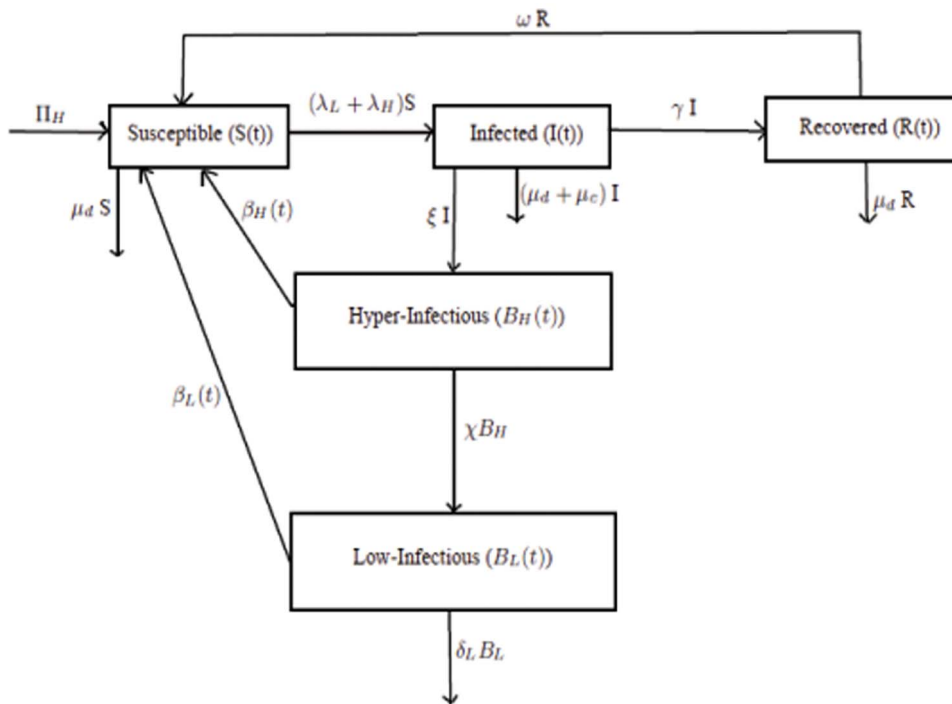 ω R
Π_H
Susceptible (S(t))
(λ_L + λ_H)S
Infected (I(t))
γ I
Recovered (R(t))
μ_d S
β_H(t)
ξ I
(μ_d + μ_c) I
μ_d R
Hyper-Infectious (B_H(t))
β_L(t)
χB_H
Low-Infectious (B_L(t))
δ_L B_L